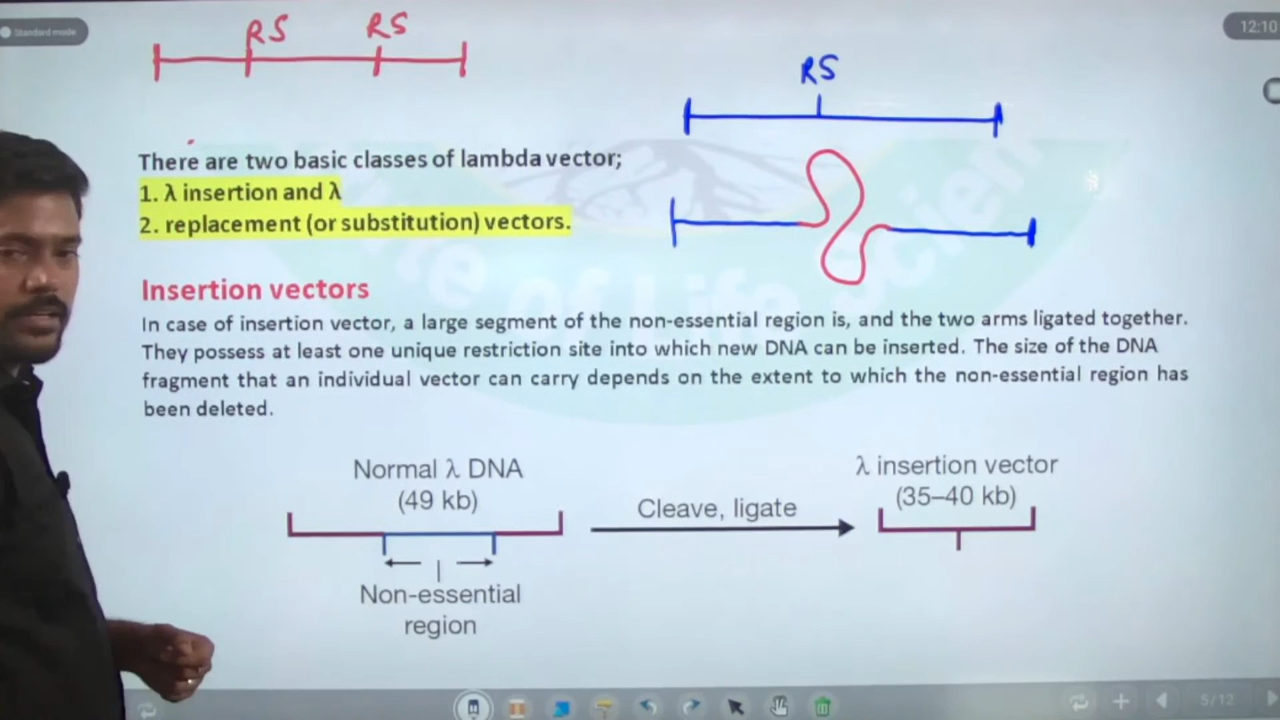 Standard mode
12:10
RS RS
RS
There are two basic classes of lambda vector;
1. λ insertion and λ
2. replacement (or substitution) vectors.
Insertion vectors
In case of insertion vector, a large segment of the non-essential region is, and the two arms ligated together.
They possess at least one unique restriction site into which new DNA can be inserted. The size of the DNA
fragment that an individual vector can carry depends on the extent to which the non-essential region has
been deleted.
Normal λ DNA
(49 kb)
Cleave, ligate
λ insertion vector
(35–40 kb)
Non-essential
region
5/12